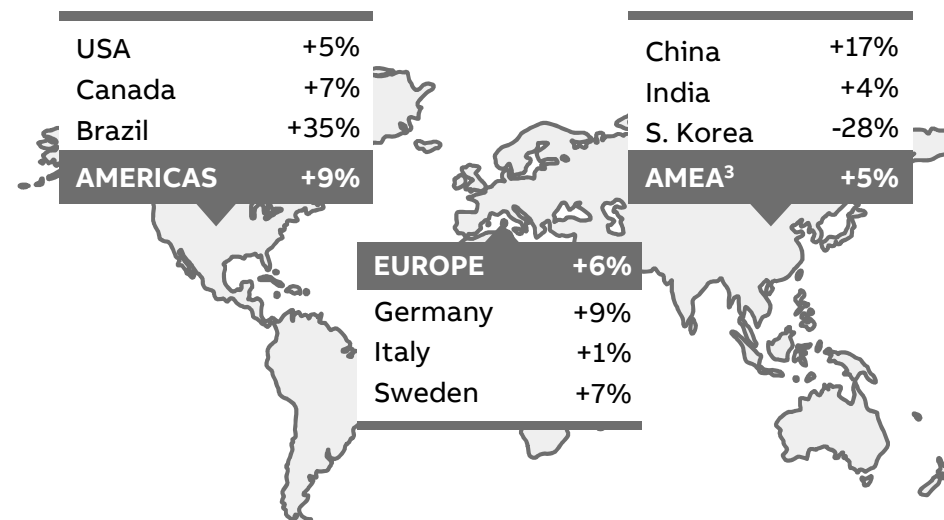 USA +5%
Canada +7%
Brazil +35%
AMERICAS +9%
China +17%
India +4%
S. Korea -28%
AMEA³ +5%
EUROPE +6%
Germany +9%
Italy +1%
Sweden +7%